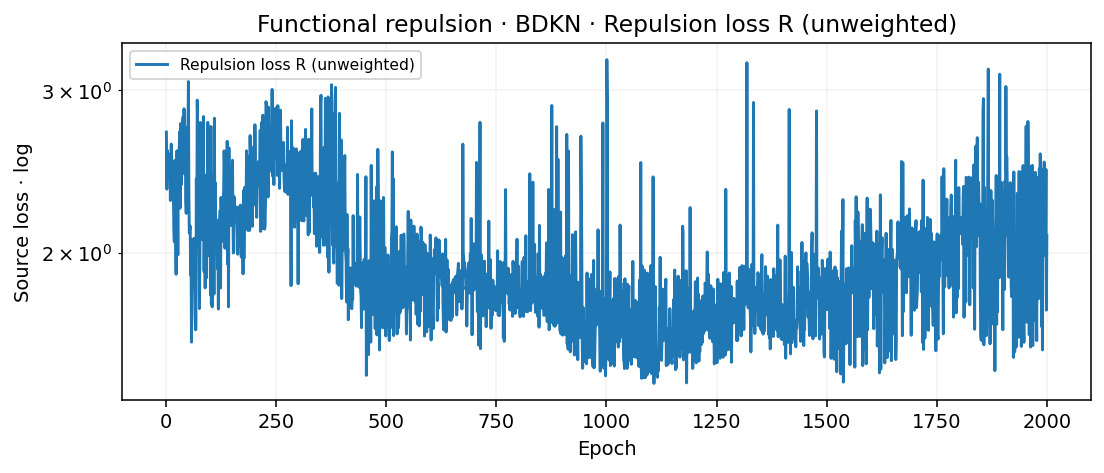 Functional repulsion · BDKN · Repulsion loss R (unweighted)
Repulsion loss R (unweighted)
3 × 10⁰
2 × 10⁰
Source loss · log
0 250 500 750 1000 1250 1500 1750 2000
Epoch